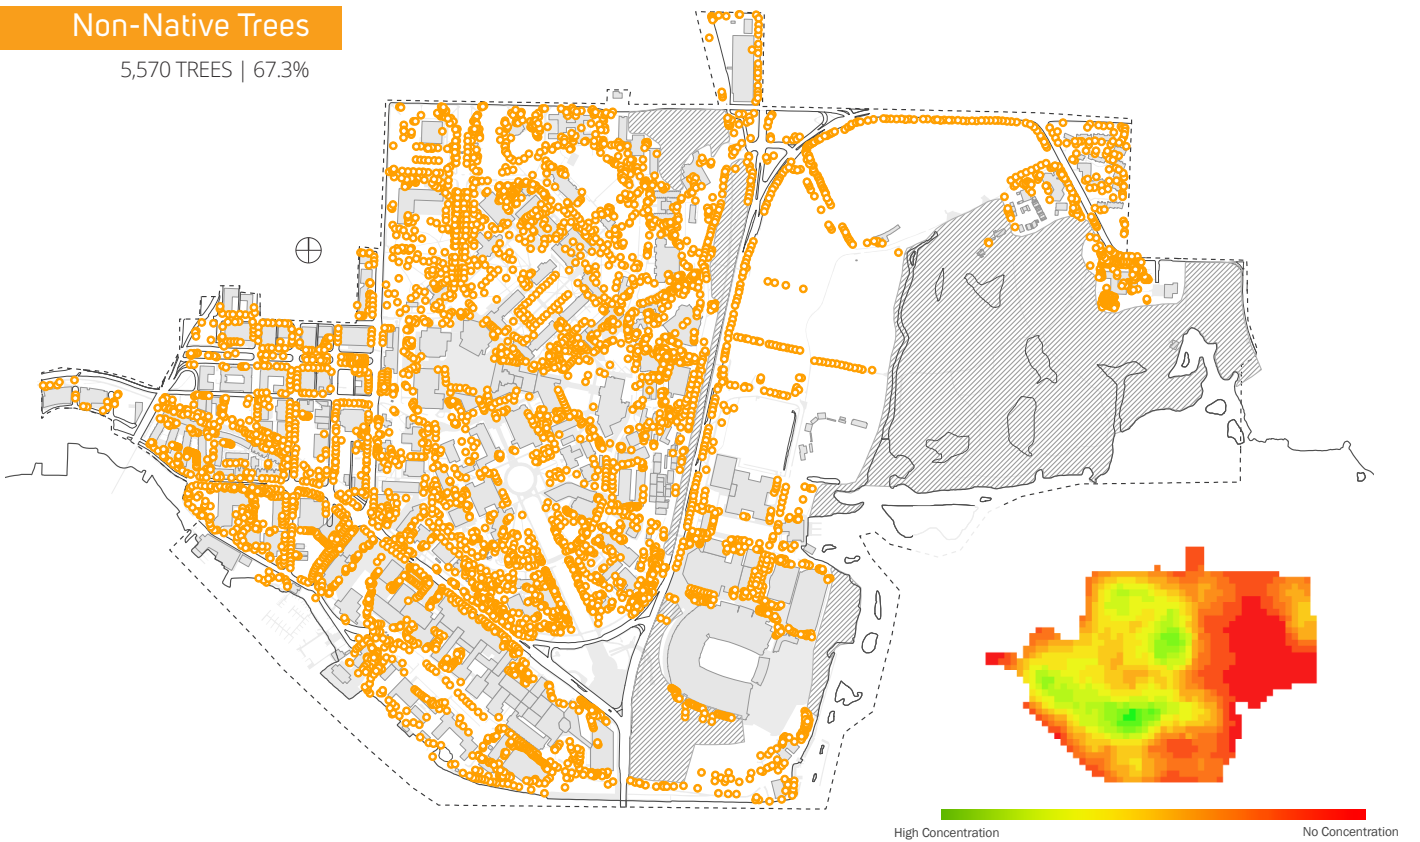 Non-Native Trees
5,570 TREES | 67.3%
High Concentration
No Concentration